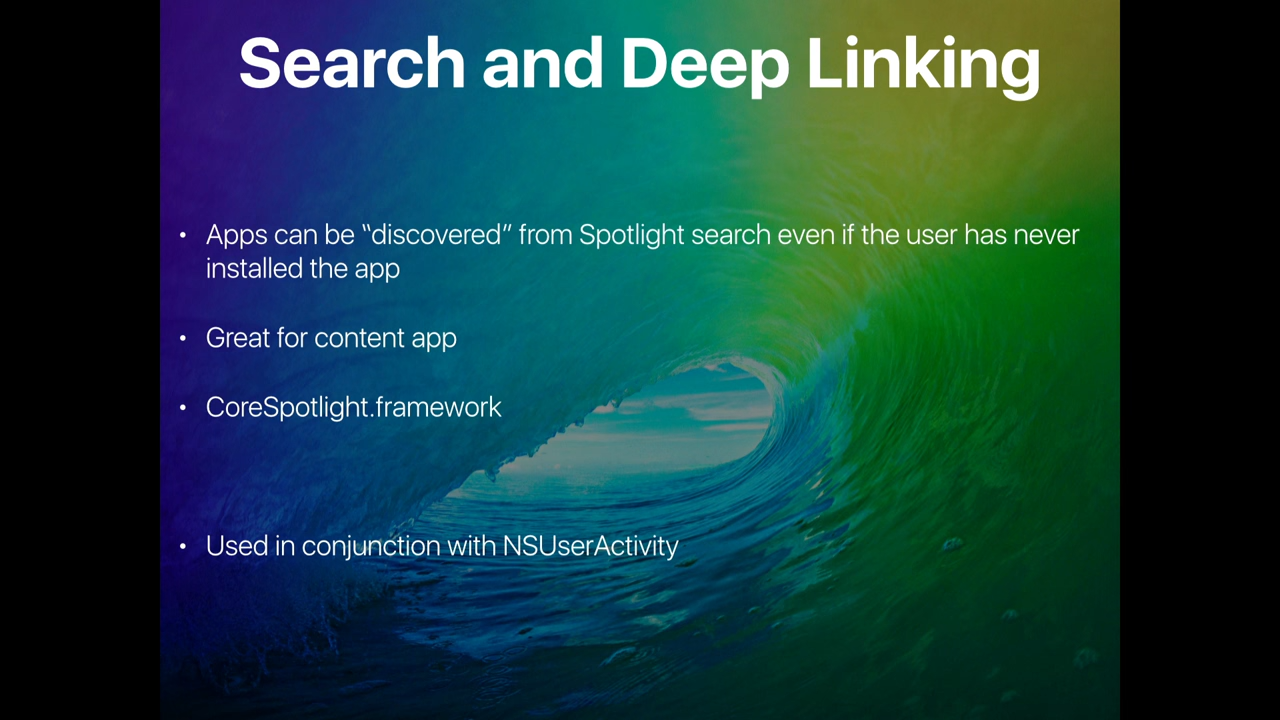 Search and Deep Linking
• Apps can be “discovered” from Spotlight search even if the user has never
installed the app
• Great for content app
• CoreSpotlight.framework
• Used in conjunction with NSUserActivity